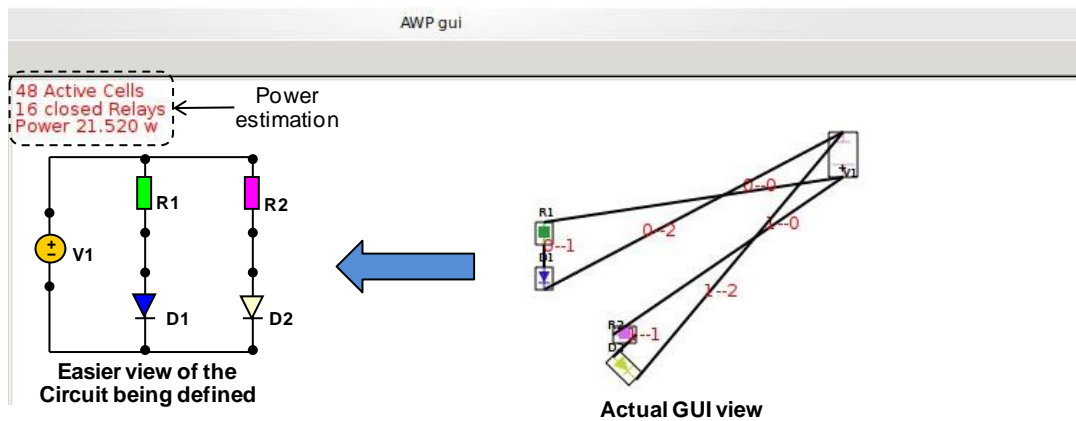 AWP gui
48 Active Cells
16 closed Relays
Power 21.520 w
Power
estimation
R1
R2
V1
D1
D2
Easier view of the
Circuit being defined
V1
0--0
R1
1--0
0--2
0--1
D1
1--2
R2
1--1
Actual GUI view